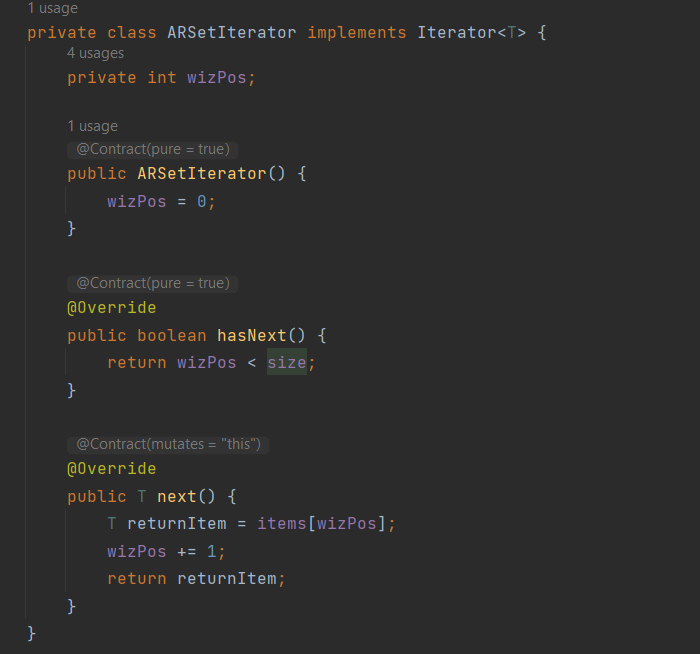 1 usage
private class ARSetIterator implements Iterator<T> {
4 usages
private int wizPos;
1 usage
@Contract(pure = true)
public ARSetIterator() {
wizPos = 0;
}
@Contract(pure = true)
@Override
public boolean hasNext() {
return wizPos < size;
}
@Contract(mutates = "this")
@Override
public T next() {
T returnItem = items[wizPos];
wizPos += 1;
return returnItem;
}
}